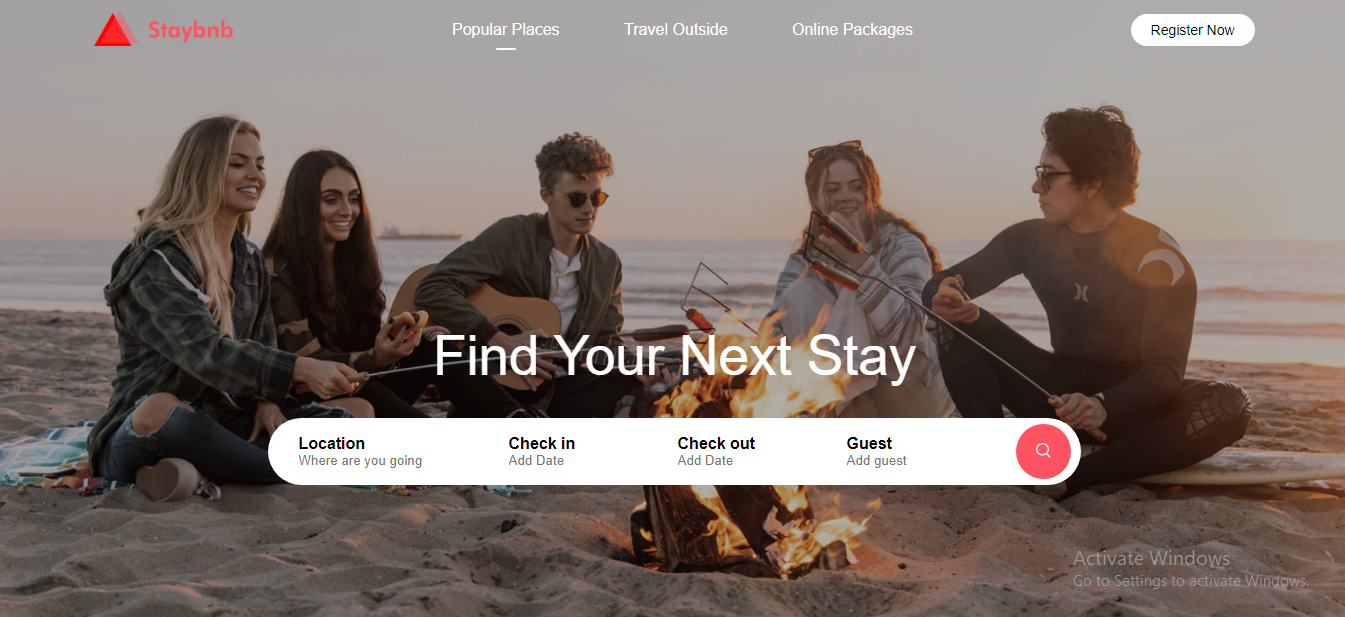 Staybnb
Popular Places
Travel Outside
Online Packages
Register Now
Find Your Next Stay
Location
Where are you going
Check in
Add Date
Check out
Add Date
Guest
Add guest
Activate Windows
Go to Settings to activate Windows.